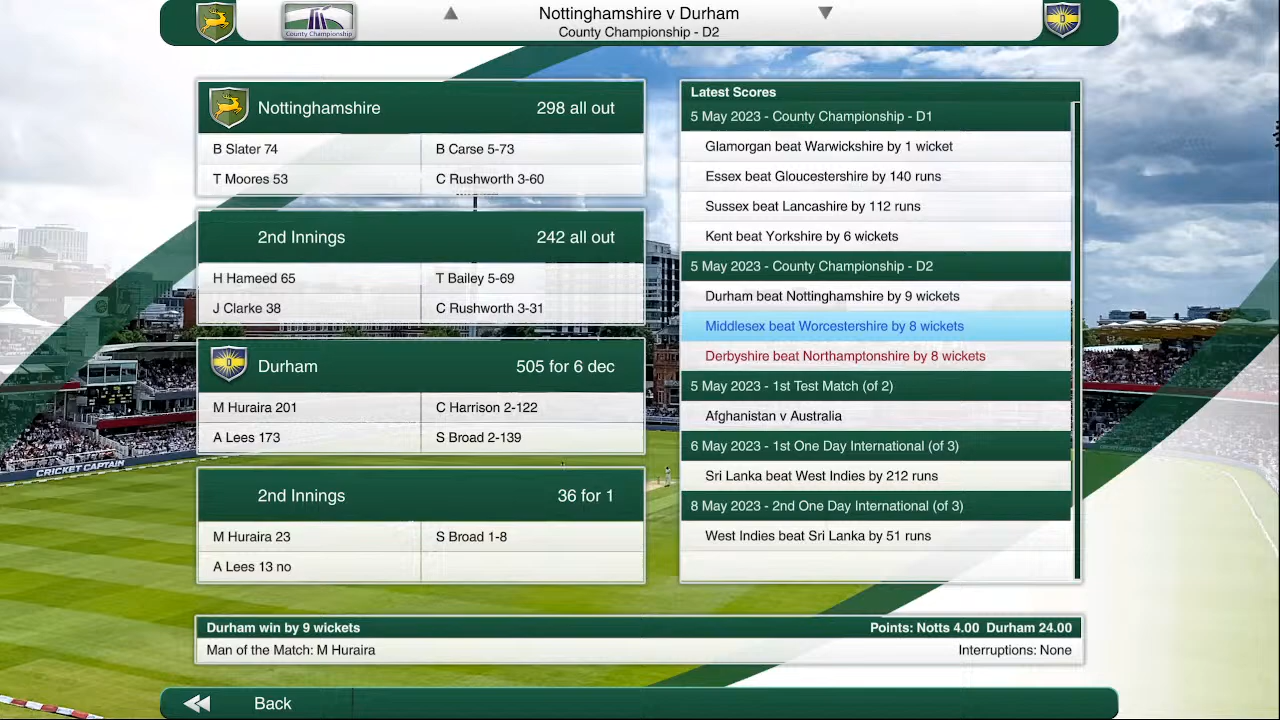 Nottinghamshire v Durham
County Championship - D2
County Championship
Nottinghamshire 298 all out
B Slater 74 B Carse 5-73
T Moores 53 C Rushworth 3-60
2nd Innings 242 all out
H Hameed 65 T Bailey 5-69
J Clarke 38 C Rushworth 3-31
Durham 505 for 6 dec
M Huraira 201 C Harrison 2-122
A Lees 173 S Broad 2-139
2nd Innings 36 for 1
M Huraira 23 S Broad 1-8
A Lees 13 no
Latest Scores
5 May 2023 - County Championship - D1
Glamorgan beat Warwickshire by 1 wicket
Essex beat Gloucestershire by 140 runs
Sussex beat Lancashire by 112 runs
Kent beat Yorkshire by 6 wickets
5 May 2023 - County Championship - D2
Durham beat Nottinghamshire by 9 wickets
Middlesex beat Worcestershire by 8 wickets
Derbyshire beat Northamptonshire by 8 wickets
5 May 2023 - 1st Test Match (of 2)
Afghanistan v Australia
6 May 2023 - 1st One Day International (of 3)
Sri Lanka beat West Indies by 212 runs
8 May 2023 - 2nd One Day International (of 3)
West Indies beat Sri Lanka by 51 runs
CRICKET CAPTAIN
Durham win by 9 wickets Points: Notts 4.00 Durham 24.00
Man of the Match: M Huraira Interruptions: None
Back